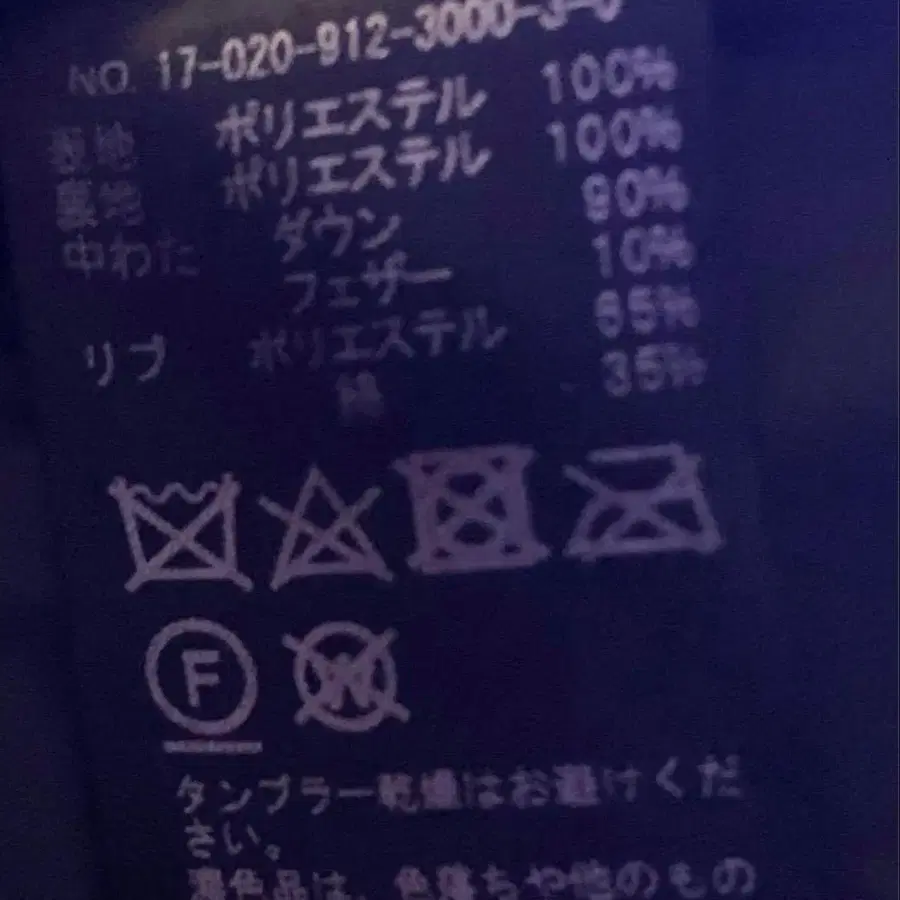 NO. 17-020-912-3000-3-0
表地 ポリエステル 100%
裏地 ポリエステル 100%
中わた ダウン 90%
フェザー 10%
リブ ポリエステル 65%
綿 35%
F W
タンブラー乾燥はお避けくだ
さい。
濃色品は、色落ちや他のもの